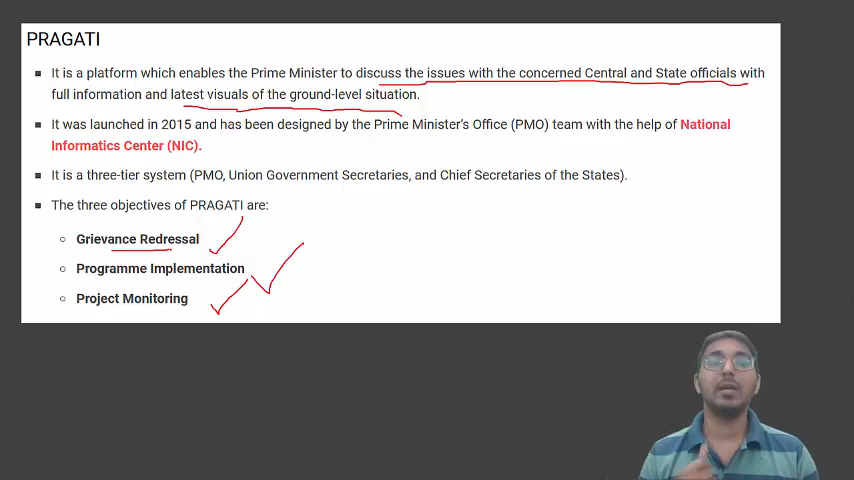 PRAGATI
It is a platform which enables the Prime Minister to discuss the issues with the concerned Central and State officials with
full information and latest visuals of the ground-level situation.
It was launched in 2015 and has been designed by the Prime Minister's Office (PMO) team with the help of National
Informatics Center (NIC).
It is a three-tier system (PMO, Union Government Secretaries, and Chief Secretaries of the States).
The three objectives of PRAGATI are:
Grievance Redressal
Programme Implementation
Project Monitoring